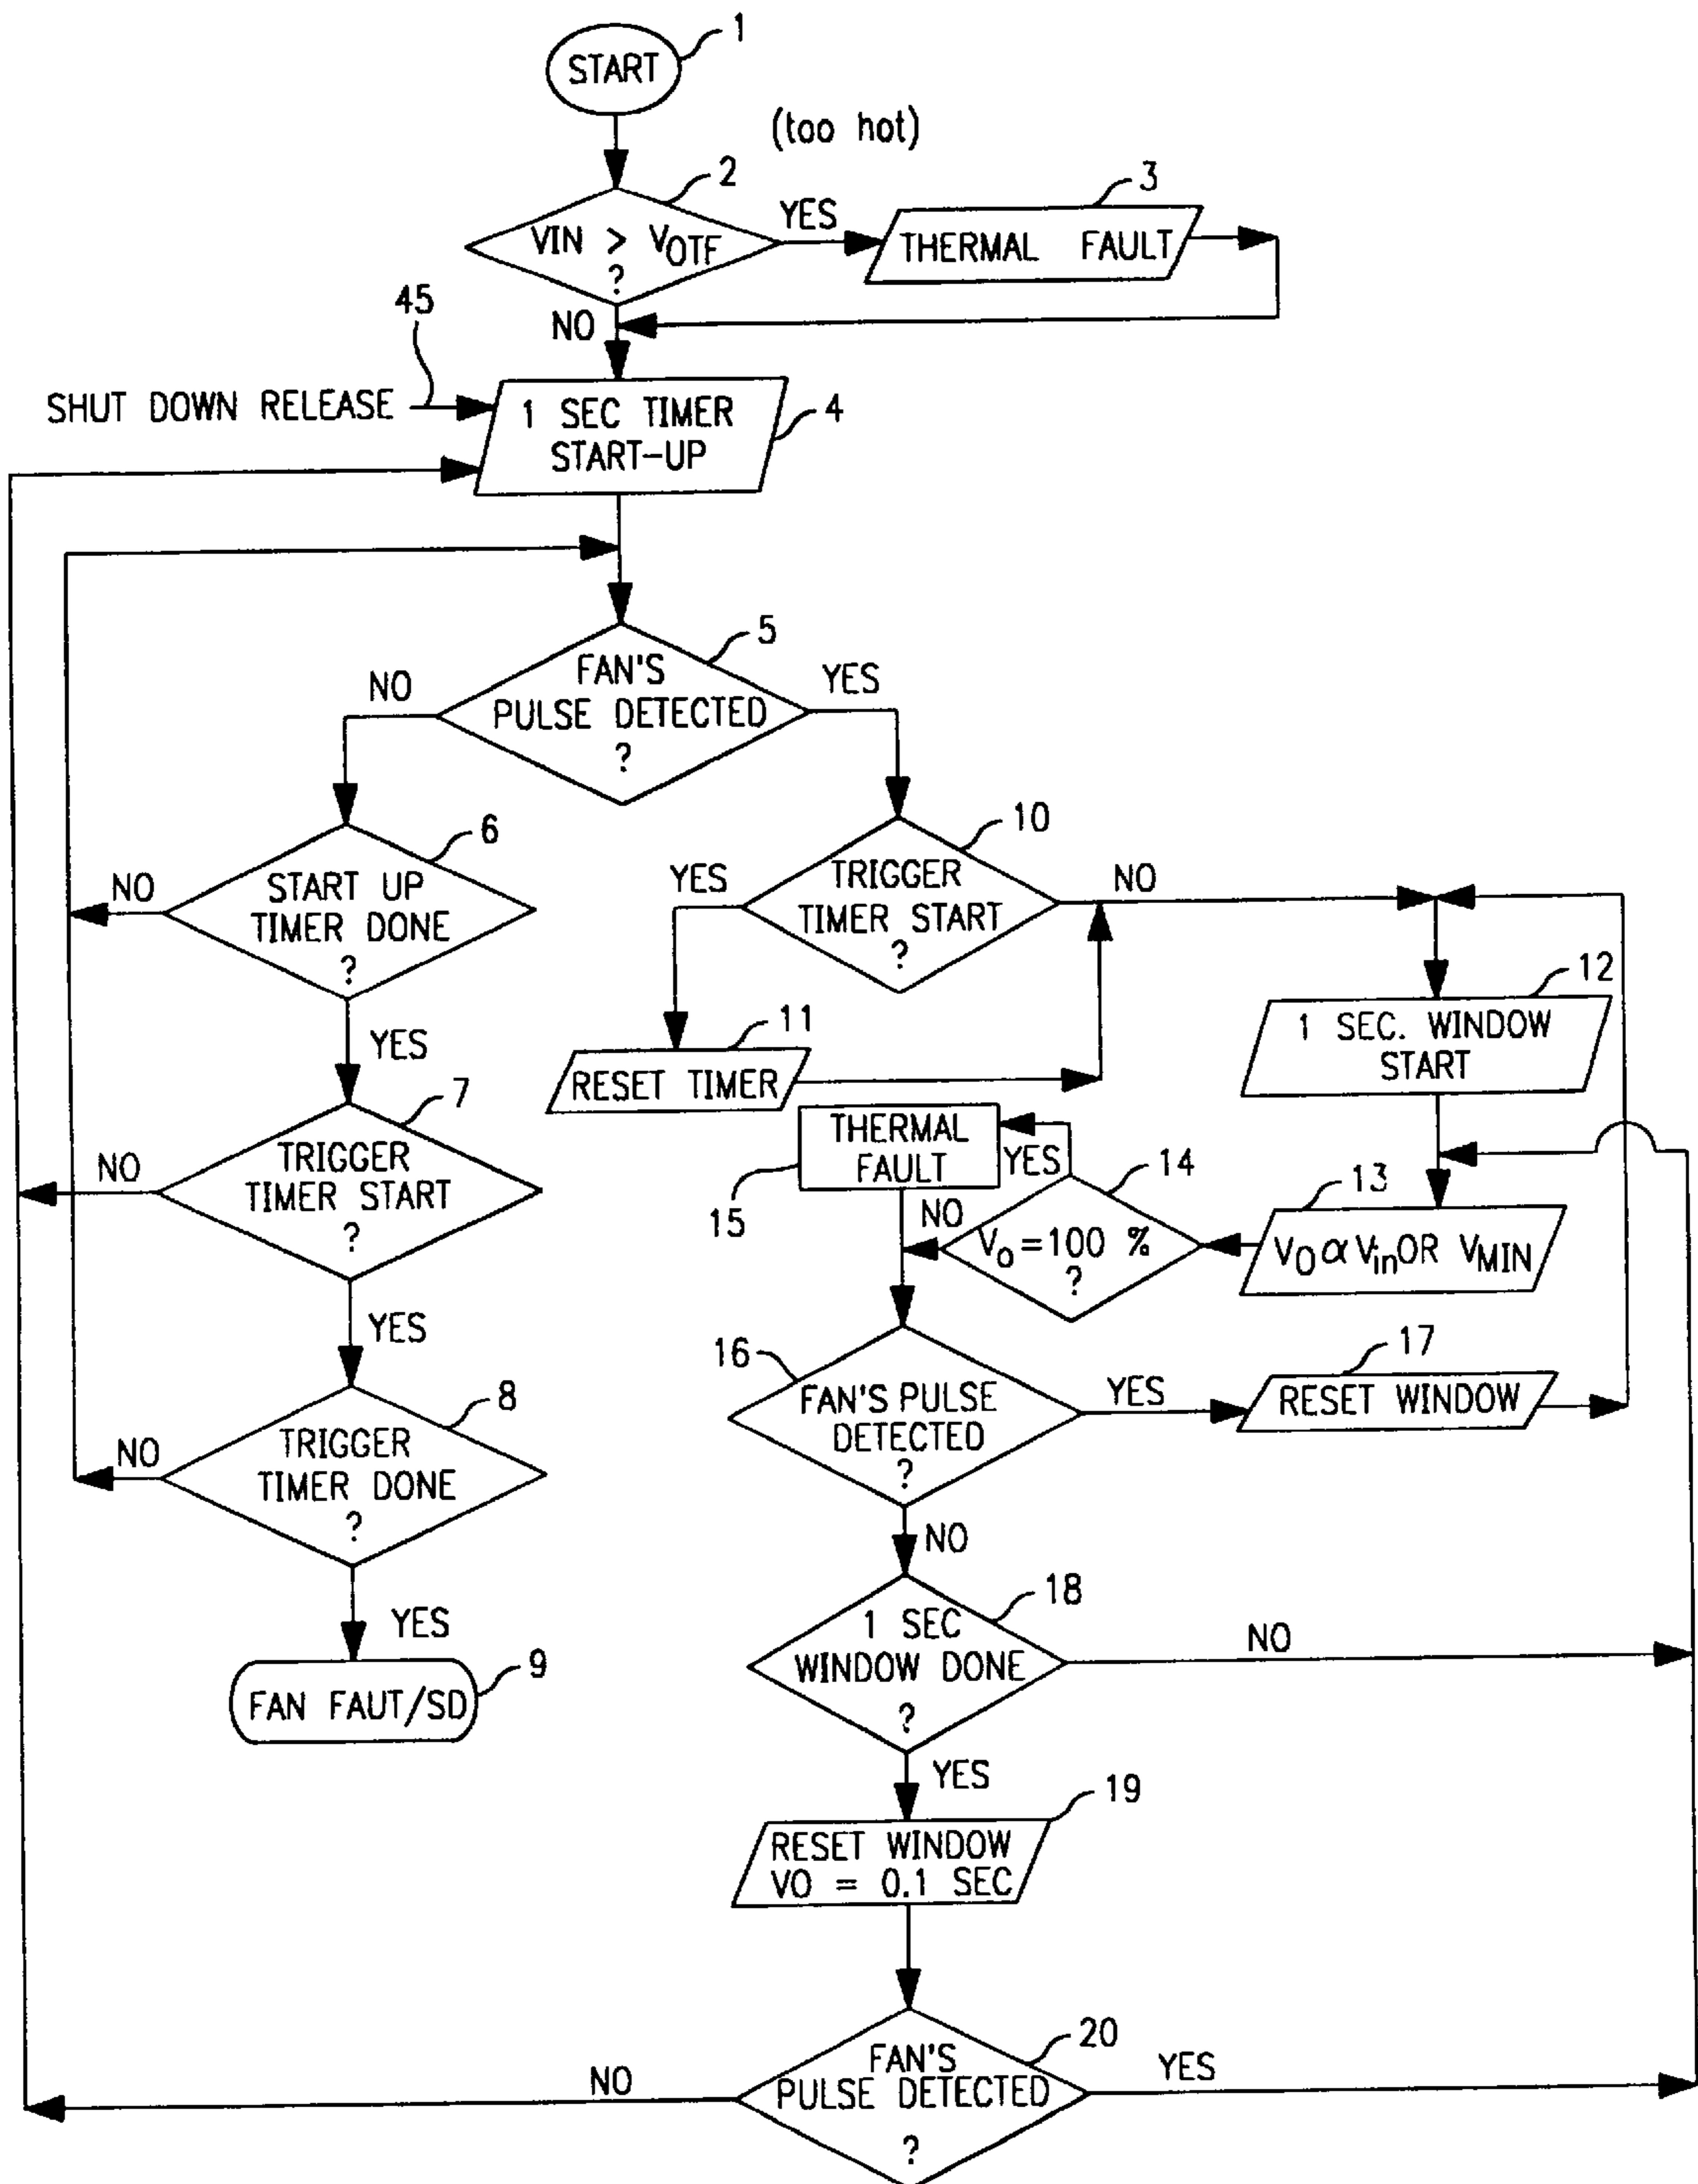 1
START
(too hot)
2
VIN > VOTF
?
YES
3
THERMAL FAULT
NO
45
SHUT DOWN RELEASE
1 SEC TIMER
START-UP
4
5
FAN'S
PULSE DETECTED
?
NO
YES
6
START UP
TIMER DONE
?
NO
YES
10
TRIGGER
TIMER START
?
YES
NO
11
RESET TIMER
12
1 SEC. WINDOW
START
7
TRIGGER
TIMER START
?
NO
YES
THERMAL
FAULT
15
YES
14
Vo=100 %
?
NO
13
VO α Vin OR VMIN
8
TRIGGER
TIMER DONE
?
NO
YES
16
FAN'S PULSE
DETECTED
?
YES
NO
17
RESET WINDOW
9
FAN FAUT/SD
18
1 SEC
WINDOW DONE
?
NO
YES
19
RESET WINDOW
VO = 0.1 SEC
20
FAN'S
PULSE DETECTED
?
NO
YES